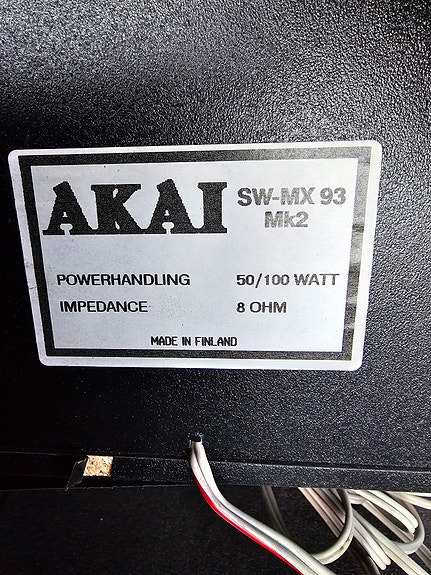 AKAI SW-MX 93
Mk2
POWERHANDLING 50/100 WATT
IMPEDANCE 8 OHM
MADE IN FINLAND